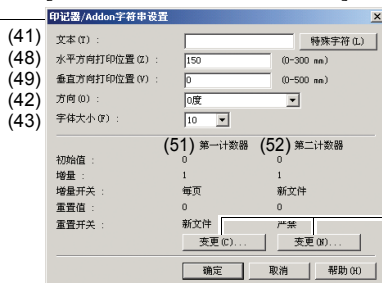 印记器/Addon字符串设置
(41) 文本(T) : 特殊字符(L)
(48) 水平方向打印位置(Z) : 150 (0-300 mm)
(49) 垂直方向打印位置(V) : 0 (0-500 mm)
(42) 方向(O) : 0度
(43) 字体大小(F) : 10
(51) 第一计数器 (52) 第二计数器
初始值 : 0 0
增量 : 1 1
增量开关 : 每页 新文件
重置值 : 0 0
重置开关 : 新文件 严禁
变更(C)... 变更(N)...
确定 取消 帮助(H)